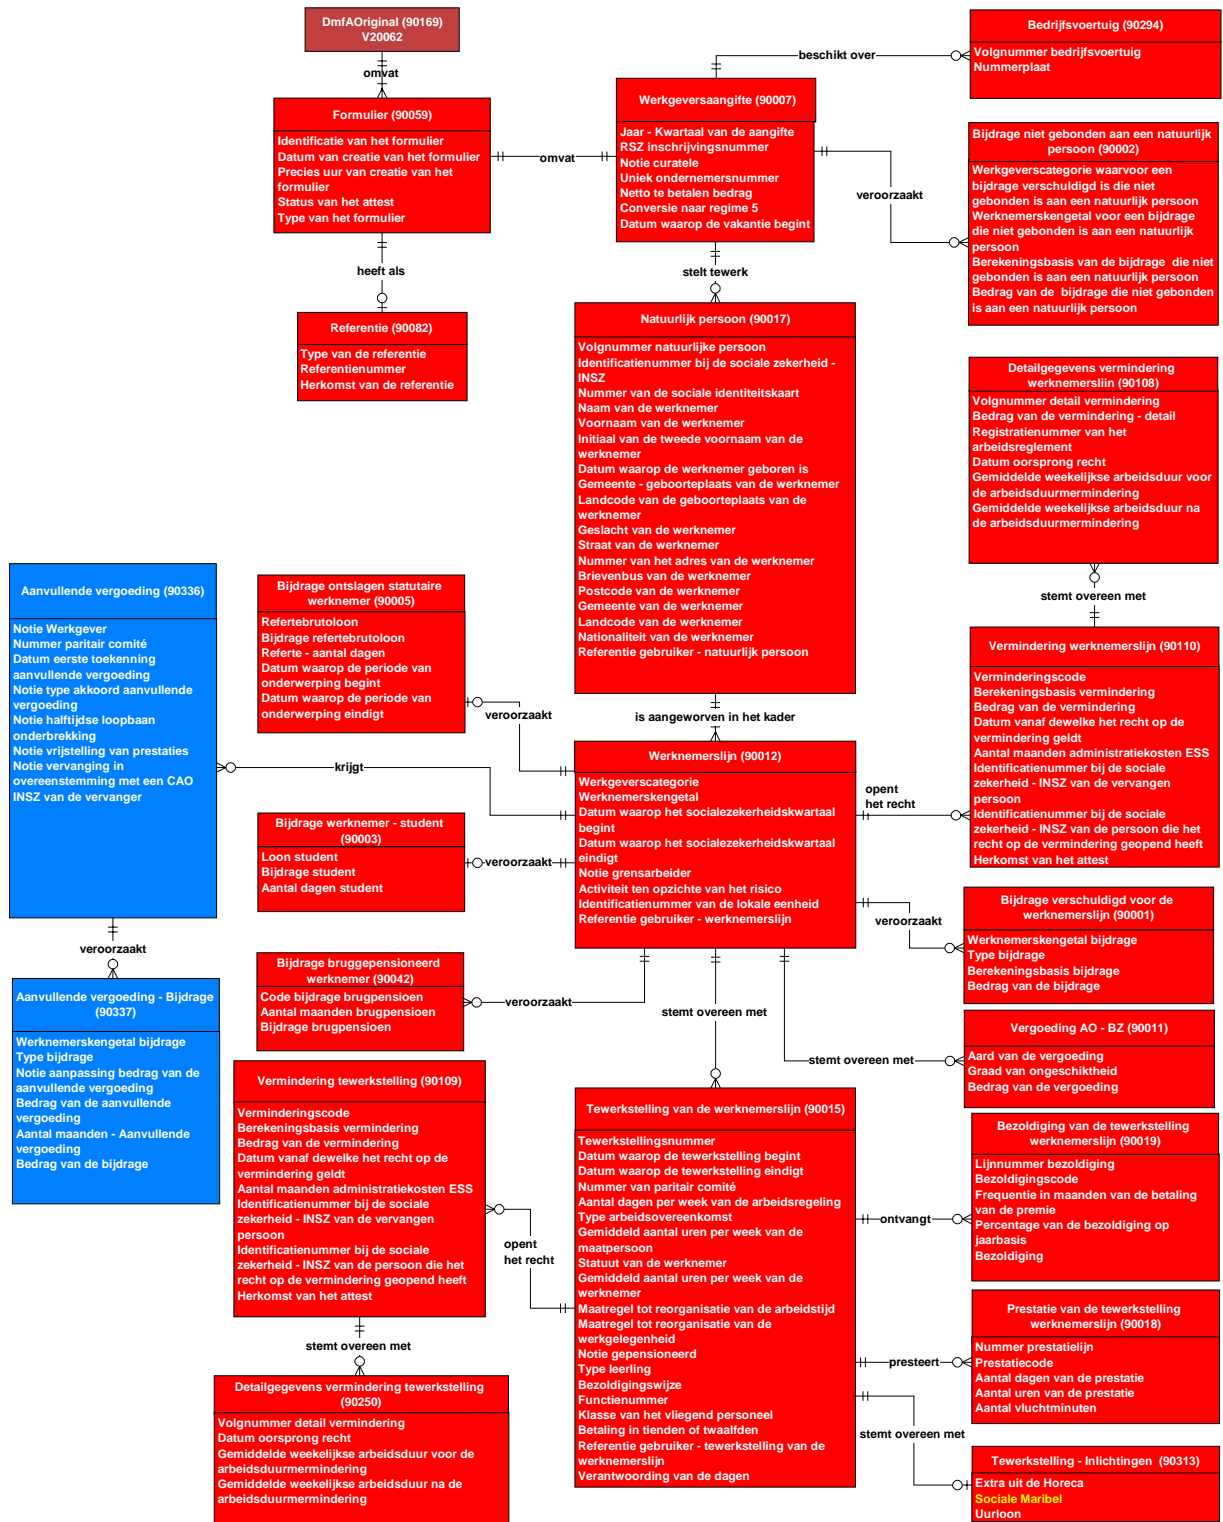 DmfAOriginal (90169)
V20062
omvat
Formulier (90059)
Identificatie van het formulier
Datum van creatie van het formulier
Precies uur van creatie van het
formulier
Status van het attest
Type van het formulier
omvat
heeft als
Referentie (90082)
Type van de referentie
Referentienummer
Herkomst van de referentie
Werkgeversaangifte (90007)
Jaar - Kwartaal van de aangifte
RSZ inschrijvingsnummer
Notie curatele
Uniek ondernemersnummer
Netto te betalen bedrag
Conversie naar regime 5
Datum waarop de vakantie begint
beschikt over
Bedrijfsvoertuig (90294)
Volgnummer bedrijfsvoertuig
Nummerplaat
veroorzaakt
Bijdrage niet gebonden aan een natuurlijk
persoon (90002)
Werkgeverscategorie waarvoor een
bijdrage verschuldigd is die niet
gebonden is aan een natuurlijk persoon
Werknemerskengetal voor een bijdrage
die niet gebonden is aan een natuurlijk
persoon
Berekeningsbasis van de bijdrage  die niet
gebonden is aan een natuurlijk persoon
Bedrag van de  bijdrage die niet gebonden
is aan een natuurlijk persoon
stelt tewerk
Natuurlijk persoon (90017)
Volgnummer natuurlijke persoon
Identificatienummer bij de sociale zekerheid -
INSZ
Nummer van de sociale identiteitskaart
Naam van de werknemer
Voornaam van de werknemer
Initiaal van de tweede voornaam van de
werknemer
Datum waarop de werknemer geboren is
Gemeente - geboorteplaats van de werknemer
Landcode van de geboorteplaats van de
werknemer
Geslacht van de werknemer
Straat van de werknemer
Nummer van het adres van de werknemer
Brievenbus van de werknemer
Postcode van de werknemer
Gemeente van de werknemer
Landcode van de werknemer
Nationaliteit van de werknemer
Referentie gebruiker - natuurlijk persoon
Detailgegevens vermindering
werknemersliin (90108)
Volgnummer detail vermindering
Bedrag van de vermindering - detail
Registratienummer van het
arbeidsreglement
Datum oorsprong recht
Gemiddelde weekelijkse arbeidsduur voor
de arbeidsduurmermindering
Gemiddelde weekelijkse arbeidsduur na
de arbeidsduurmermindering
stemt overeen met
Vermindering werknemerslijn (90110)
Verminderingscode
Berekeningsbasis vermindering
Bedrag van de vermindering
Datum vanaf dewelke het recht op de
vermindering geldt
Aantal maanden administratiekosten ESS
Identificatienummer bij de sociale
zekerheid - INSZ van de vervangen
persoon
Identificatienummer bij de sociale
zekerheid - INSZ van de persoon die het
recht op de vermindering geopend heeft
Herkomst van het attest
Aanvullende vergoeding (90336)
Notie Werkgever
Nummer paritair comité
Datum eerste toekenning
aanvullende vergoeding
Notie type akkoord aanvullende
vergoeding
Notie halftijdse loopbaan
onderbrekking
Notie vrijstelling van prestaties
Notie vervanging in
overeenstemming met een CAO
INSZ van de vervanger
Bijdrage ontslagen statutaire
werknemer (90005)
Refertebrutoloon
Bijdrage refertebrutoloon
Referte - aantal dagen
Datum waarop de periode van
onderwerping begint
Datum waarop de periode van
onderwerping eindigt
veroorzaakt
krijgt
is aangeworven in het kader
Werknemerslijn (90012)
Werkgeverscategorie
Werknemerskengetal
Datum waarop het socialezekerheidskwartaal
begint
Datum waarop het socialezekerheidskwartaal
eindigt
Notie grensarbeider
Activiteit ten opzichte van het risico
Identificatienummer van de lokale eenheid
Referentie gebruiker - werknemerslijn
opent
het recht
Bijdrage werknemer - student
(90003)
Loon student
Bijdrage student
Aantal dagen student
veroorzaakt
veroorzaakt
Bijdrage verschuldigd voor de
werknemerslijn (90001)
Werknemerskengetal bijdrage
Type bijdrage
Berekeningsbasis bijdrage
Bedrag van de bijdrage
veroorzaakt
Aanvullende vergoeding - Bijdrage
(90337)
Werknemerskengetal bijdrage
Type bijdrage
Notie aanpassing bedrag van de
aanvullende vergoeding
Bedrag van de aanvullende
vergoeding
Aantal maanden - Aanvullende
vergoeding
Bedrag van de bijdrage
Bijdrage bruggepensioneerd
werknemer (90042)
Code bijdrage brugpensioen
Aantal maanden brugpensioen
Bijdrage brugpensioen
veroorzaakt
stemt overeen met
stemt overeen met
Vergoeding AO - BZ (90011)
Aard van de vergoeding
Graad van ongeschiktheid
Bedrag van de vergoeding
Vermindering tewerkstelling (90109)
Verminderingscode
Berekeningsbasis vermindering
Bedrag van de vermindering
Datum vanaf dewelke het recht op de
vermindering geldt
Aantal maanden administratiekosten ESS
Identificatienummer bij de sociale
zekerheid - INSZ van de vervangen
persoon
Identificatienummer bij de sociale
zekerheid - INSZ van de persoon die het
recht op de vermindering geopend heeft
Herkomst van het attest
opent
het recht
Tewerkstelling van de werknemerslijn (90015)
Tewerkstellingsnummer
Datum waarop de tewerkstelling begint
Datum waarop de tewerkstelling eindigt
Nummer van paritair comité
Aantal dagen per week van de arbeidsregeling
Type arbeidsovereenkomst
Gemiddeld aantal uren per week van de
maatpersoon
Statuut van de werknemer
Gemiddeld aantal uren per week van de
werknemer
Maatregel tot reorganisatie van de arbeidstijd
Maatregel tot reorganisatie van de
werkgelegenheid
Notie gepensioneerd
Type leerling
Bezoldigingswijze
Functienummer
Klasse van het vliegend personeel
Betaling in tienden of twaalfden
Referentie gebruiker - tewerkstelling van de
werknemerslijn
Verantwoording van de dagen
ontvangt
Bezoldiging van de tewerkstelling
werknemerslijn (90019)
Lijnnummer bezoldiging
Bezoldigingscode
Frequentie in maanden van de betaling
van de premie
Percentage van de bezoldiging op
jaarbasis
Bezoldiging
presteert
Prestatie van de tewerkstelling
werknemerslijn (90018)
Nummer prestatielijn
Prestatiecode
Aantal dagen van de prestatie
Aantal uren van de prestatie
Aantal vluchtminuten
stemt overeen met
Detailgegevens vermindering tewerkstelling
(90250)
Volgnummer detail vermindering
Datum oorsprong recht
Gemiddelde weekelijkse arbeidsduur voor de
arbeidsduurmermindering
Gemiddelde weekelijkse arbeidsduur na de
arbeidsduurmermindering
stemt overeen met
Tewerkstelling - Inlichtingen  (90313)
Extra uit de Horeca
Sociale Maribel
Uurloon